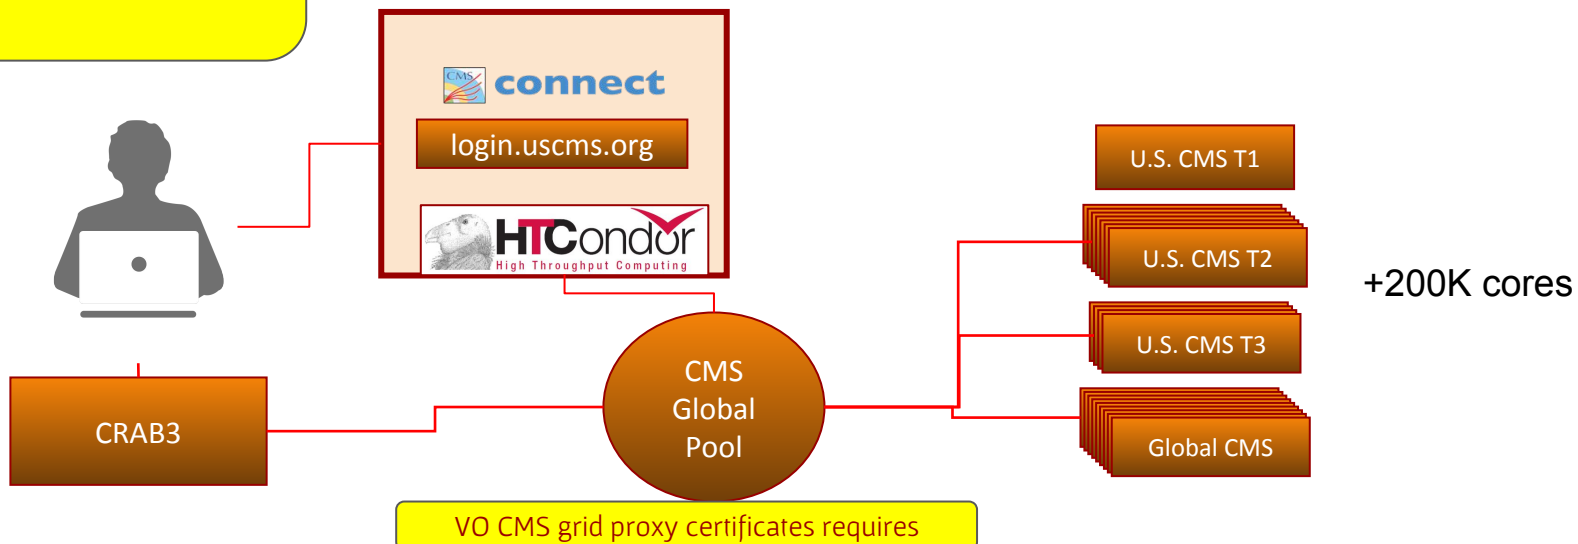 CMS connect
login.uscms.org
HTCondor
High Throughput Computing
U.S. CMS T1
U.S. CMS T2
U.S. CMS T3
Global CMS
+200K cores
CRAB3
CMS
Global
Pool
VO CMS grid proxy certificates requires